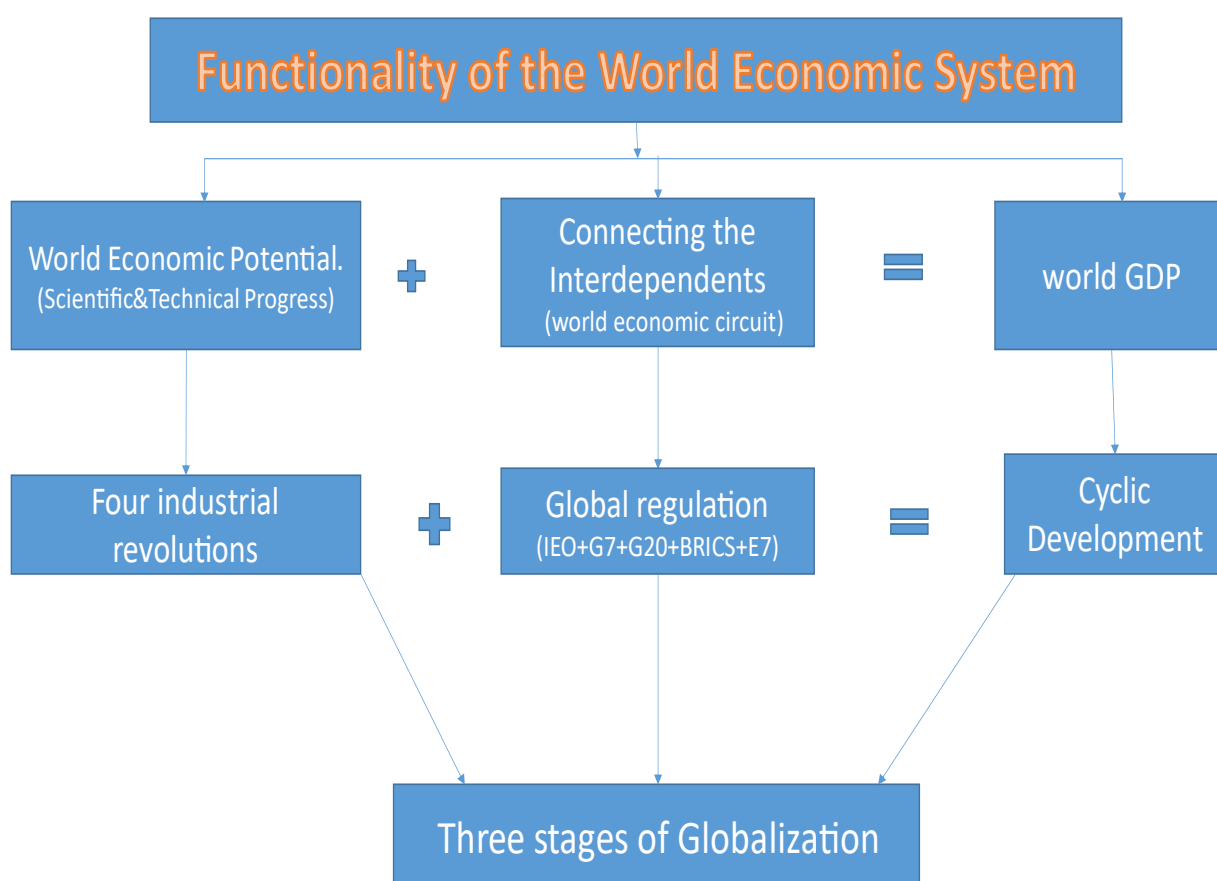 Functionality of the World Economic System
World Economic Potential.
(Scientific&Technical Progress)
+
Connecting the
Interdependents
(world economic circuit)
=
world GDP
Four industrial
revolutions
+
Global regulation
(IEO+G7+G20+BRICS+E7)
=
Cyclic
Development
Three stages of Globalization